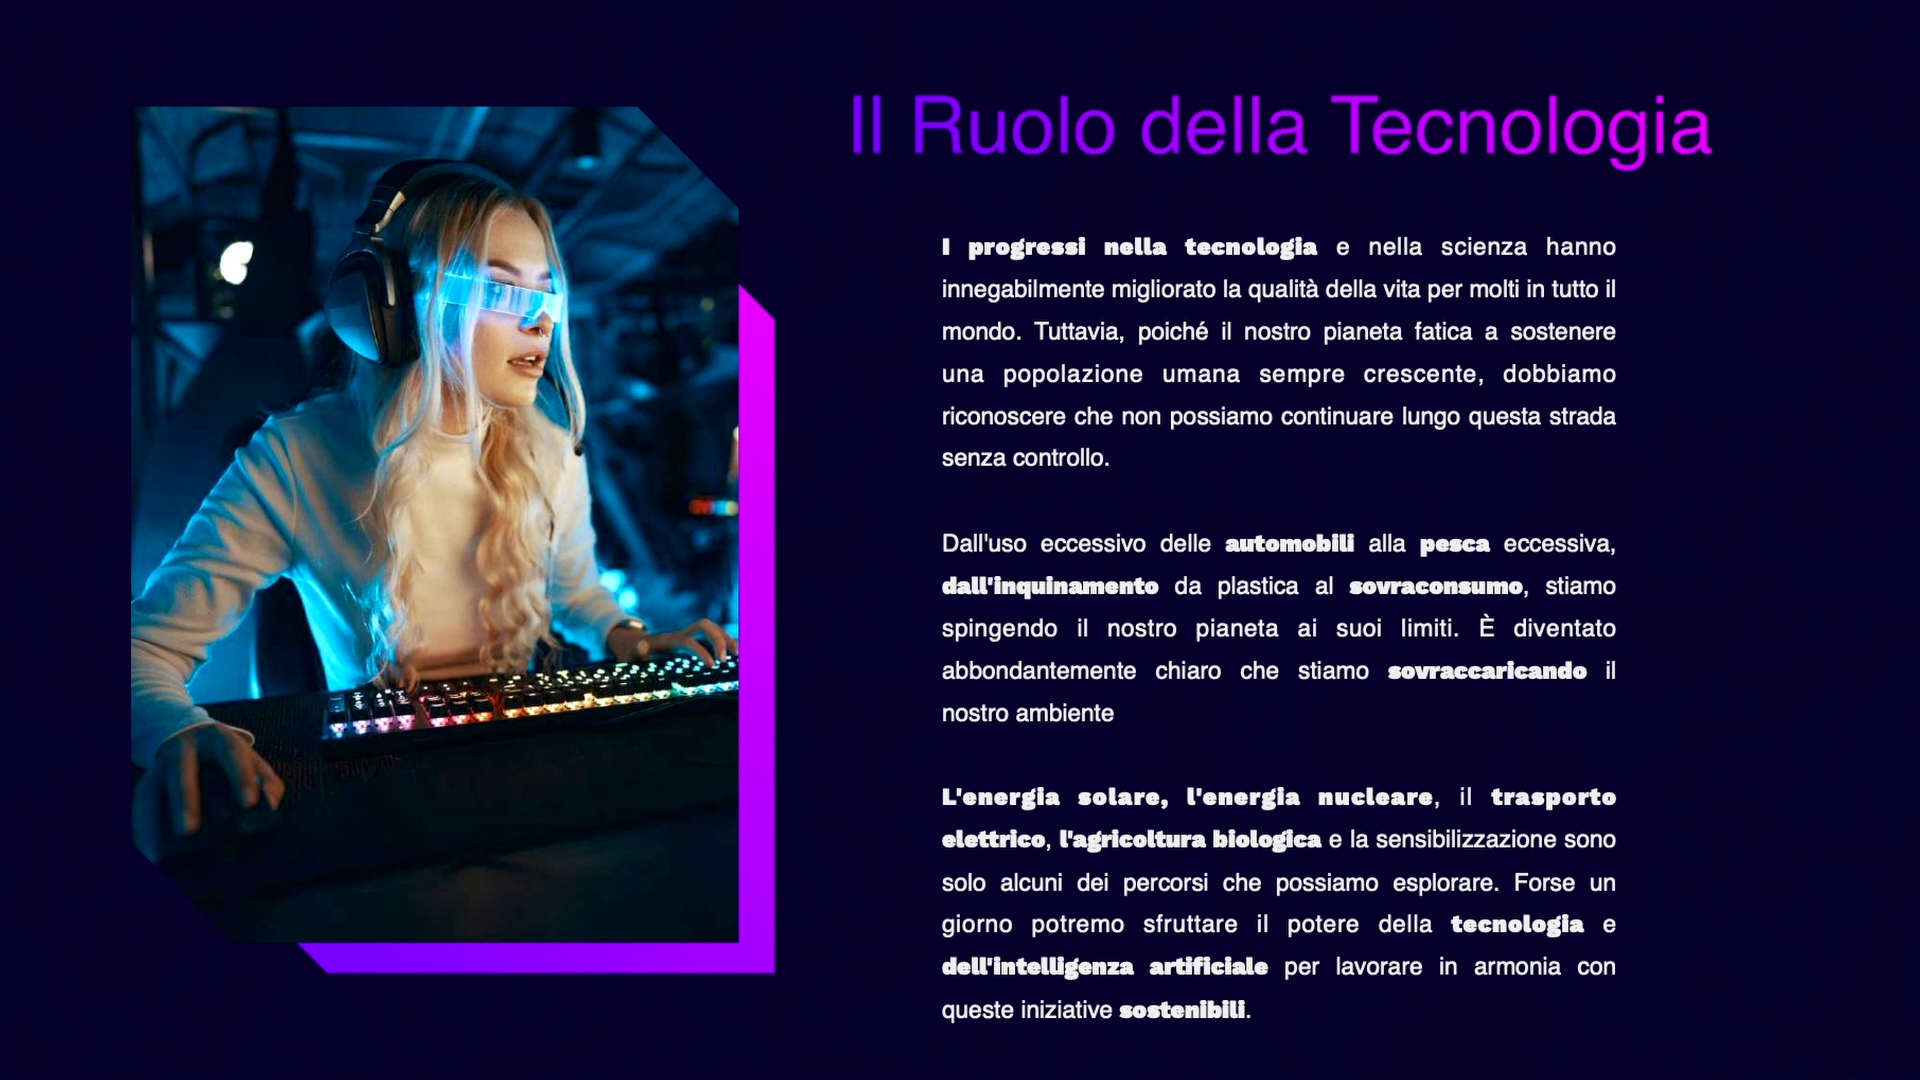 Il Ruolo della Tecnologia
I progressi nella tecnologia e nella scienza hanno
innegabilmente migliorato la qualità della vita per molti in tutto il
mondo. Tuttavia, poiché il nostro pianeta fatica a sostenere
una popolazione umana sempre crescente, dobbiamo
riconoscere che non possiamo continuare lungo questa strada
senza controllo.
Dall'uso eccessivo delle automobili alla pesca eccessiva,
dall'inquinamento da plastica al sovraconsumo, stiamo
spingendo il nostro pianeta ai suoi limiti. È diventato
abbondantemente chiaro che stiamo sovraccaricando il
nostro ambiente
L'energia solare, l'energia nucleare, il trasporto
elettrico, l'agricoltura biologica e la sensibilizzazione sono
solo alcuni dei percorsi che possiamo esplorare. Forse un
giorno potremo sfruttare il potere della tecnologia e
dell'intelligenza artificiale per lavorare in armonia con
queste iniziative sostenibili.